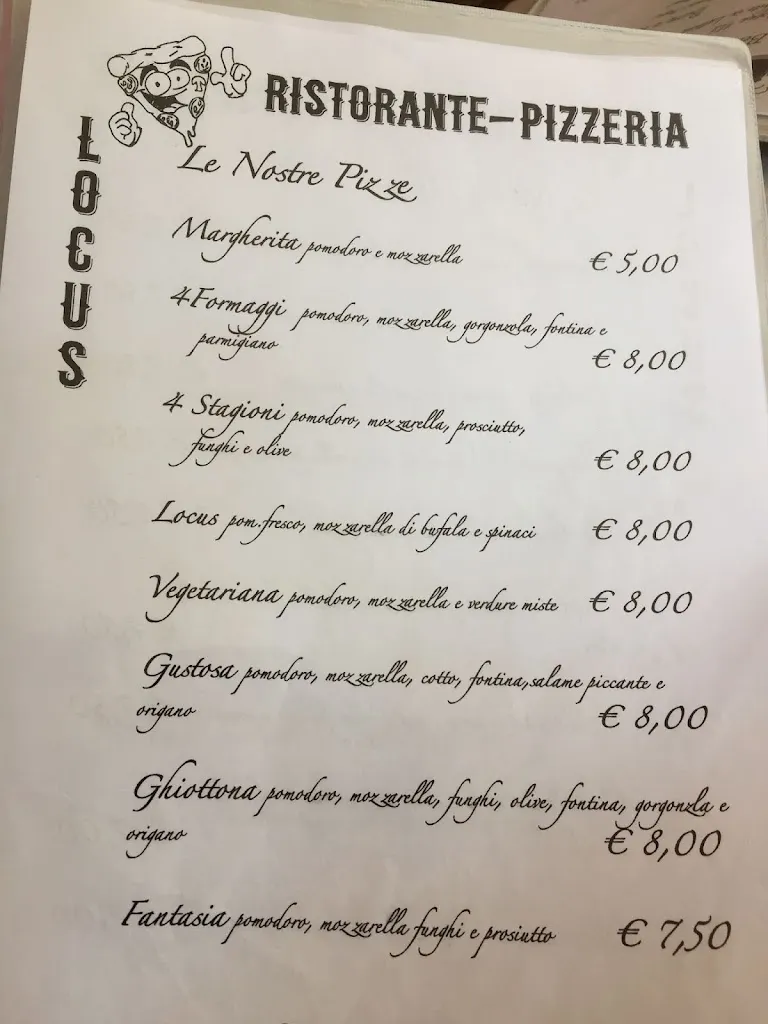 RISTORANTE-PIZZERIA
LOCUS
Le Nostre Pizze
Margherita pomodoro e mozzarella € 5,00
4 Formaggi pomodoro, mozzarella, gorgonzola, fontina e
parmigiano € 8,00
4 Stagioni pomodoro, mozzarella, prosciutto,
funghi e olive € 8,00
Locus pom.fresco, mozzarella di bufala e spinaci € 8,00
Vegetariana pomodoro, mozzarella e verdure miste € 8,00
Gustosa pomodoro, mozzarella, cotto, fontina,salame piccante e
origano € 8,00
Ghiottona pomodoro, mozzarella, funghi, olive, fontina, gorgonzla e
origano € 8,00
Fantasia pomodoro, mozzarella funghi e prosiutto € 7,50